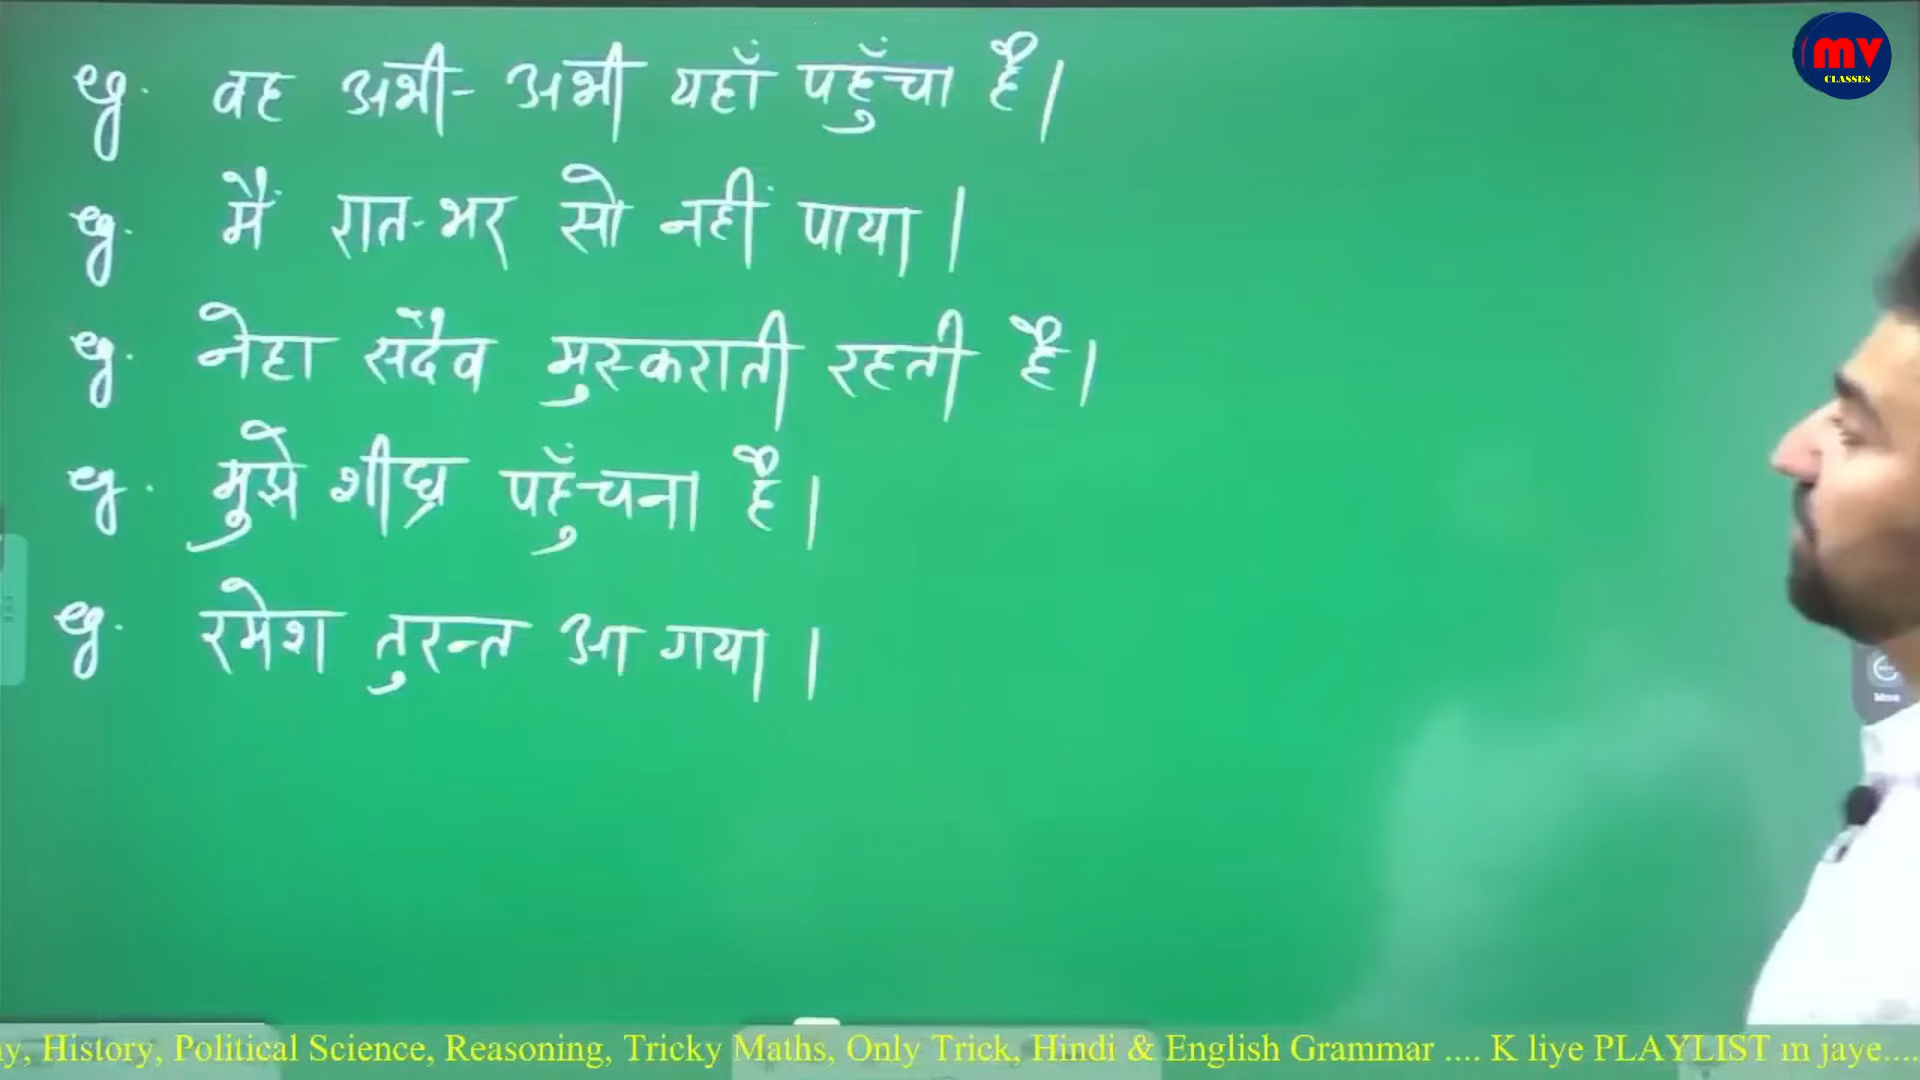 mv
CLASSES
eg. वह अभी-अभी यहाँ पहुँचा है।
eg. मैं रात-भर सो नहीं पाया।
eg. नेहा सदैव मुस्कराती रहती है।
eg. मुझे शीघ्र पहुँचना है।
eg. रमेश तुरन्त आ गया।
More
y, History, Political Science, Reasoning, Tricky Maths, Only Trick, Hindi & English Grammar .... K liye PLAYLIST m jaye....